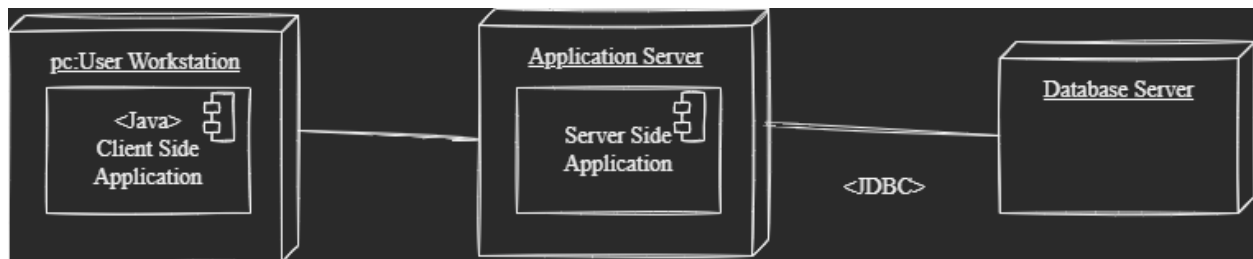 pc:User Workstation
<Java>
Client Side
Application
Application Server
Server Side
Application
<JDBC>
Database Server